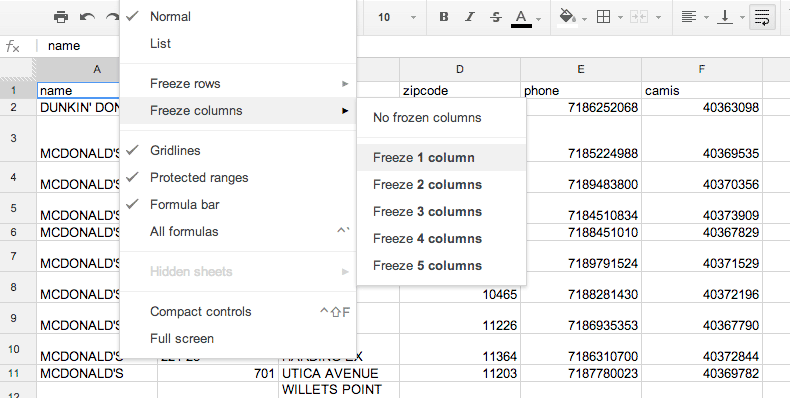 Normal
10 B I S A
fx name
List
A D E F
Freeze rows
1 name zipcode phone camis
Freeze columns
2 DUNKIN' DON 7186252068 40363098
No frozen columns
3 MCDONALD'S 7185224988 40369535
Gridlines
Freeze 1 column
4 MCDONALD'S 7189483800 40370356
Protected ranges
Freeze 2 columns
5 MCDONALD'S 7184510834 40373909
Formula bar
Freeze 3 columns
6 MCDONALD'S 7188451010 40367829
All formulas ^`
Freeze 4 columns
7 MCDONALD'S 7189791524 40371529
Hidden sheets
Freeze 5 columns
8 MCDONALD'S 10465 7188281430 40372196
Compact controls ^⇧F
9 MCDONALD'S 11226 7186935353 40367790
Full screen
10 MCDONALD'S 11364 7186310700 40372844
11 MCDONALD'S 701 UTICA AVENUE 11203 7187780023 40369782
12 WILLETS POINT